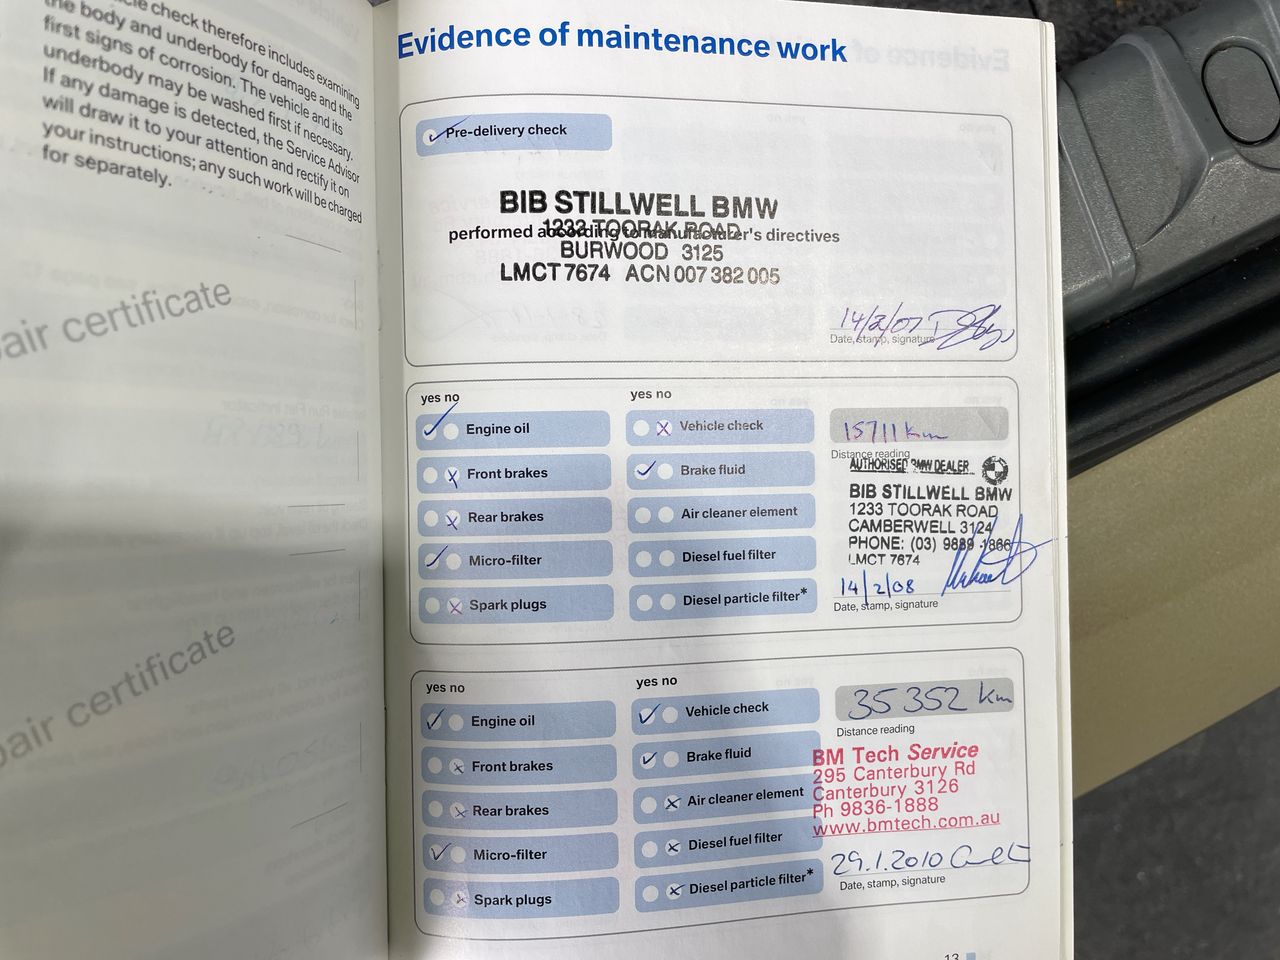 cle check therefore includes examining
the body and underbody for damage and the
first signs of corrosion. The vehicle and its
underbody may be washed first if necessary.
If any damage is detected, the Service Advisor
will draw it to your attention and rectify it on
your instructions; any such work will be charged
for separately.
air certificate
pair certificate
Evidence of maintenance work
Pre-delivery check
BIB STILLWELL BMW
1233 TOORAK ROAD
performed according to manufacturer's directives
BURWOOD 3125
LMCT 7674 ACN 007 382 005
14/2/07
Date, stamp, signature
yes no
Engine oil
Front brakes
Rear brakes
Micro-filter
Spark plugs
yes no
Vehicle check
Brake fluid
Air cleaner element
Diesel fuel filter
Diesel particle filter*
15711 km
Distance reading
AUTHORISED BMW DEALER
BIB STILLWELL BMW
1233 TOORAK ROAD
CAMBERWELL 3124
PHONE: (03) 9889 1866
LMCT 7674
14/2/08
Date, stamp, signature
yes no
Engine oil
Front brakes
Rear brakes
Micro-filter
Spark plugs
yes no
Vehicle check
Brake fluid
Air cleaner element
Diesel fuel filter
Diesel particle filter*
35 352 km
Distance reading
BM Tech Service
295 Canterbury Rd
Canterbury 3126
Ph 9836-1888
www.bmtech.com.au
29.1.2010
Date, stamp, signature
13